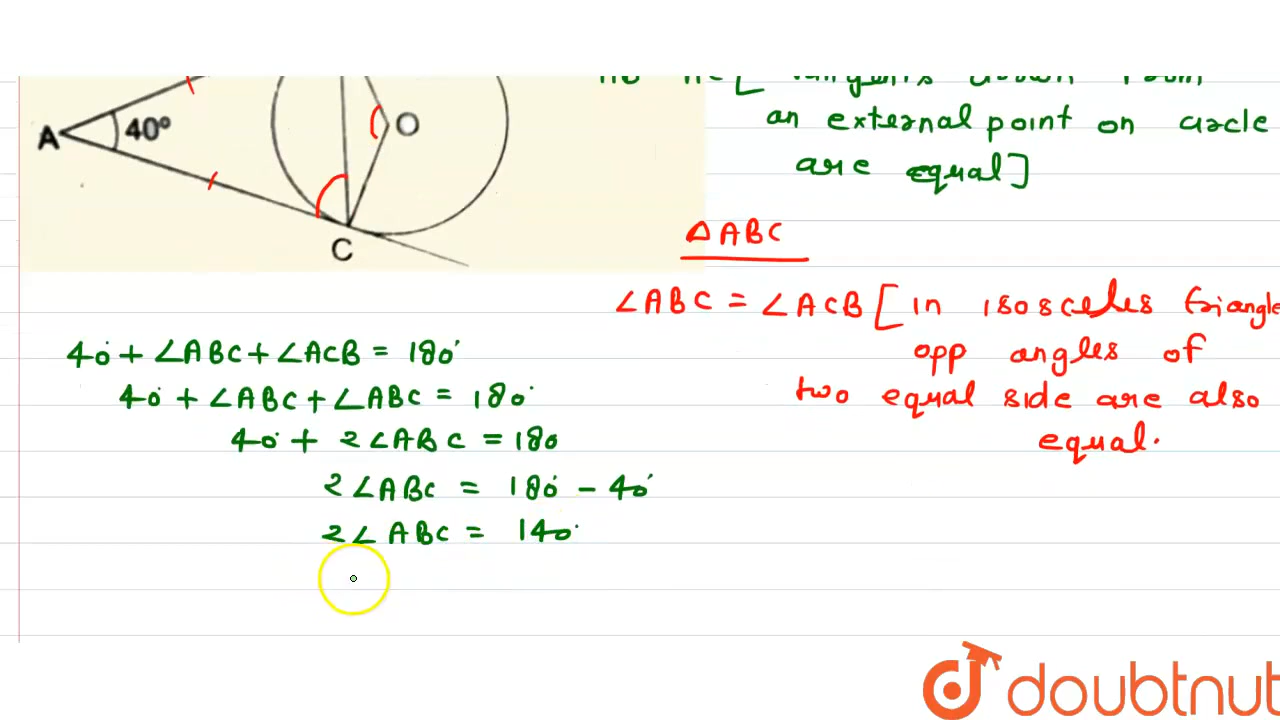 an external point on circle
are equal]
A 40° O
C
△ABC
∠ABC = ∠ACB [in isosceles triangle
opp angles of
two equal side are also
equal.
40° + ∠ABC + ∠ACB = 180°
40° + ∠ABC + ∠ABC = 180°
40° + 2∠ABC = 180
2∠ABC = 180° - 40°
2∠ABC = 140°
doubtnut